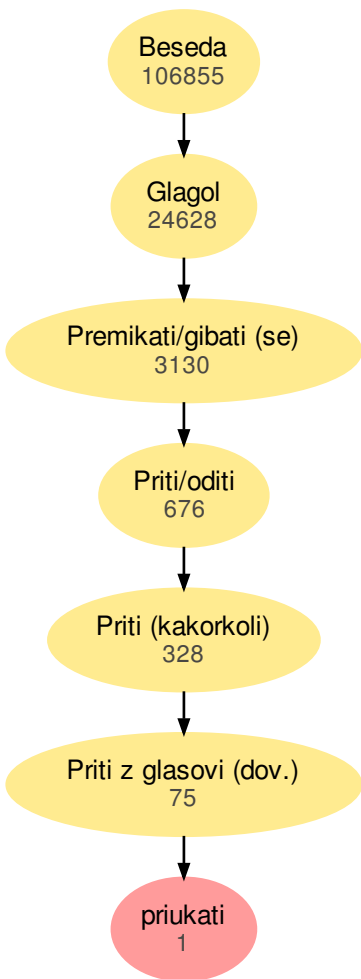 Beseda
106855
Glagol
24628
Premikati/gibati (se)
3130
Priti/oditi
676
Priti (kakorkoli)
328
Priti z glasovi (dov.)
75
priukati
1